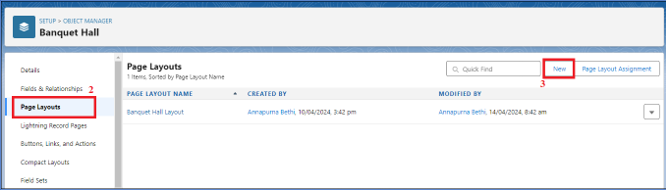 SETUP > OBJECT MANAGER
Banquet Hall
Details
Fields & Relationships
Page Layouts
2
Lightning Record Pages
Buttons, Links, and Actions
Compact Layouts
Field Sets
Page Layouts
1 Items, Sorted by Page Layout Name
Quick Find
New
3
Page Layout Assignment
PAGE LAYOUT NAME CREATED BY MODIFIED BY
Banquet Hall Layout Annapurna Bethi, 10/04/2024, 3:42 pm Annapurna Bethi, 14/04/2024, 8:42 am